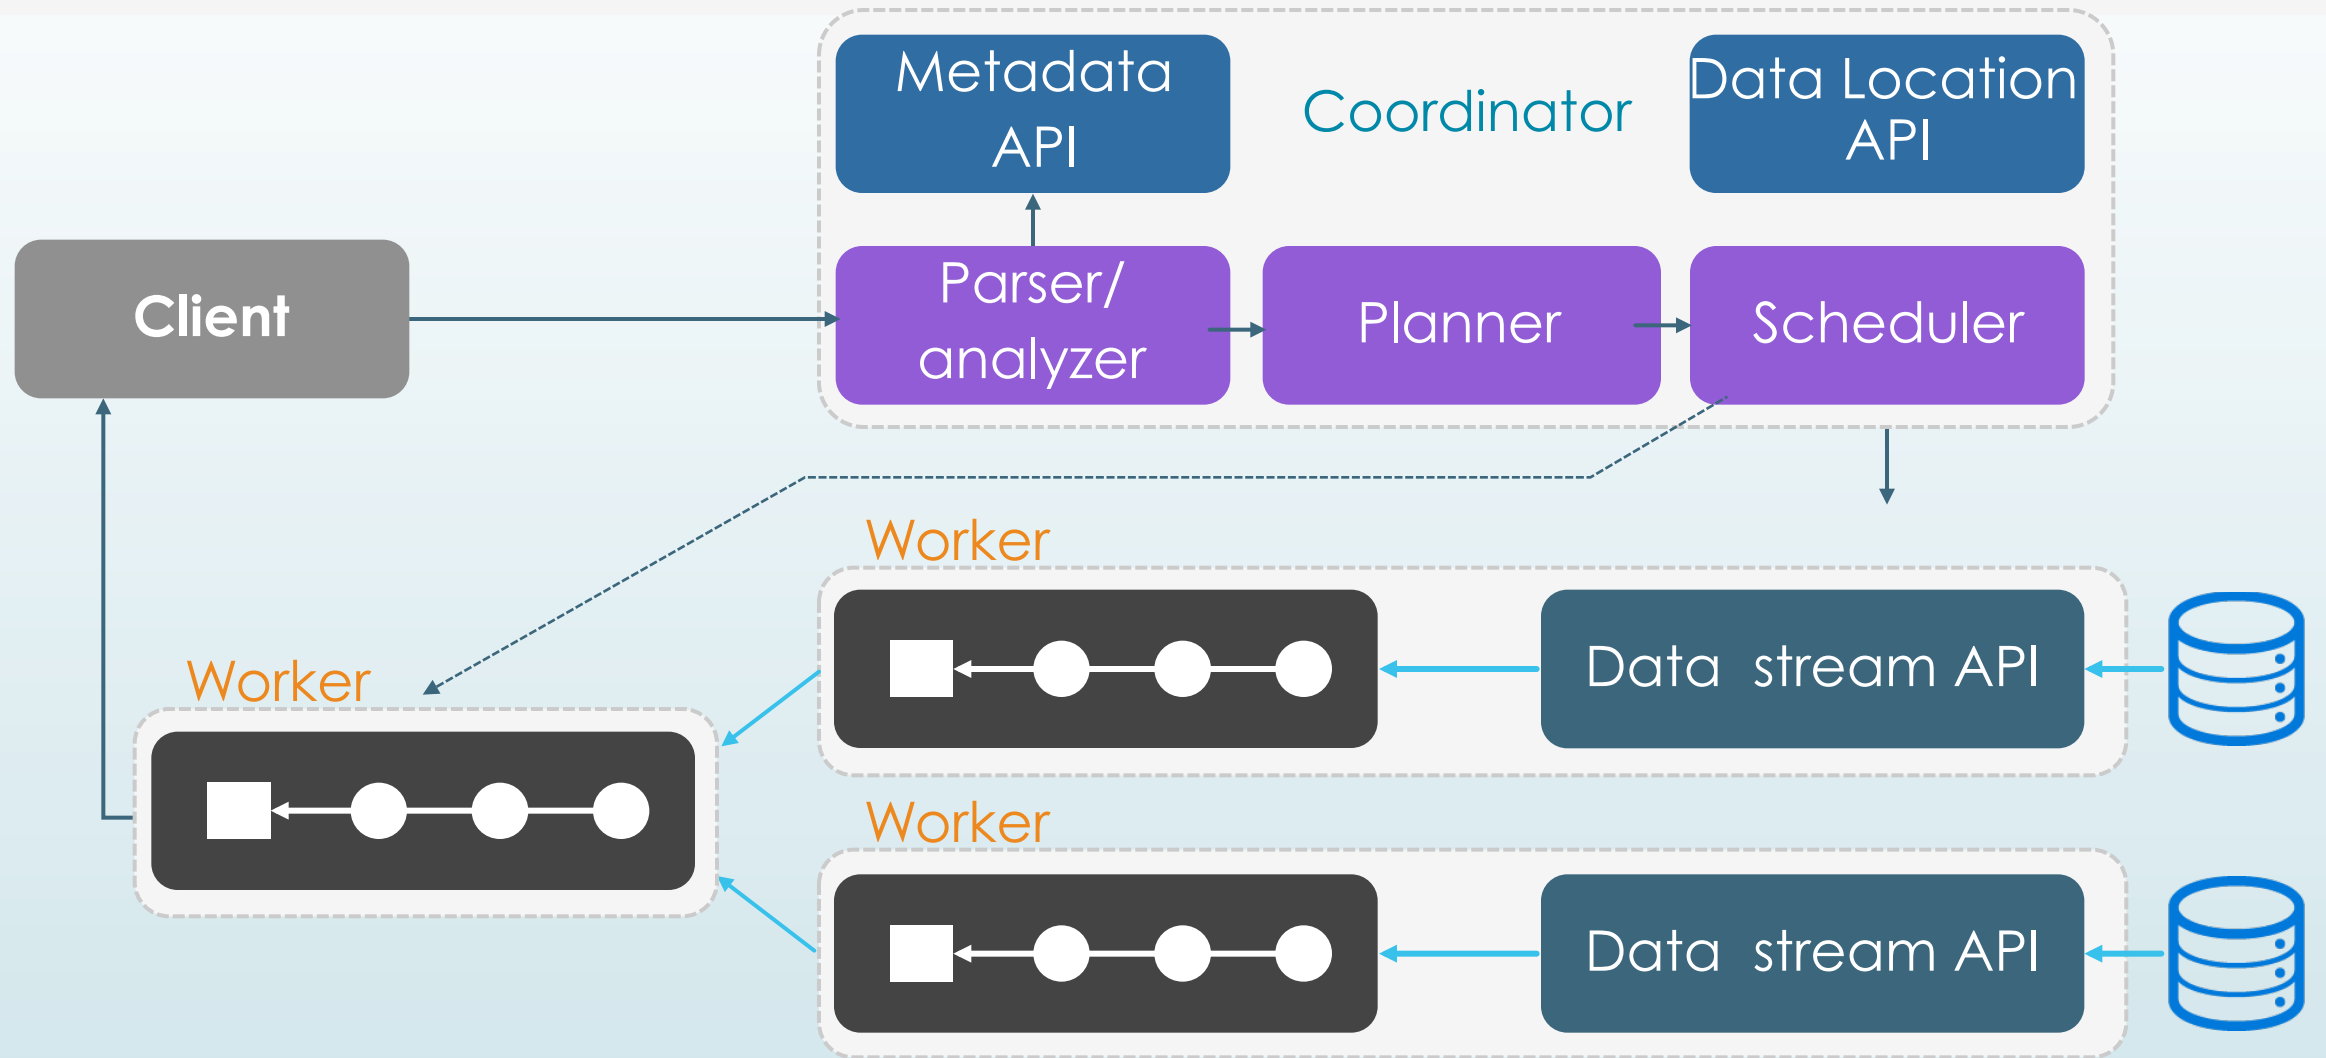 Metadata
API
Coordinator
Data Location
API
Client
Parser/
analyzer
Planner
Scheduler
Worker
Data stream API
Worker
Worker
Data stream API